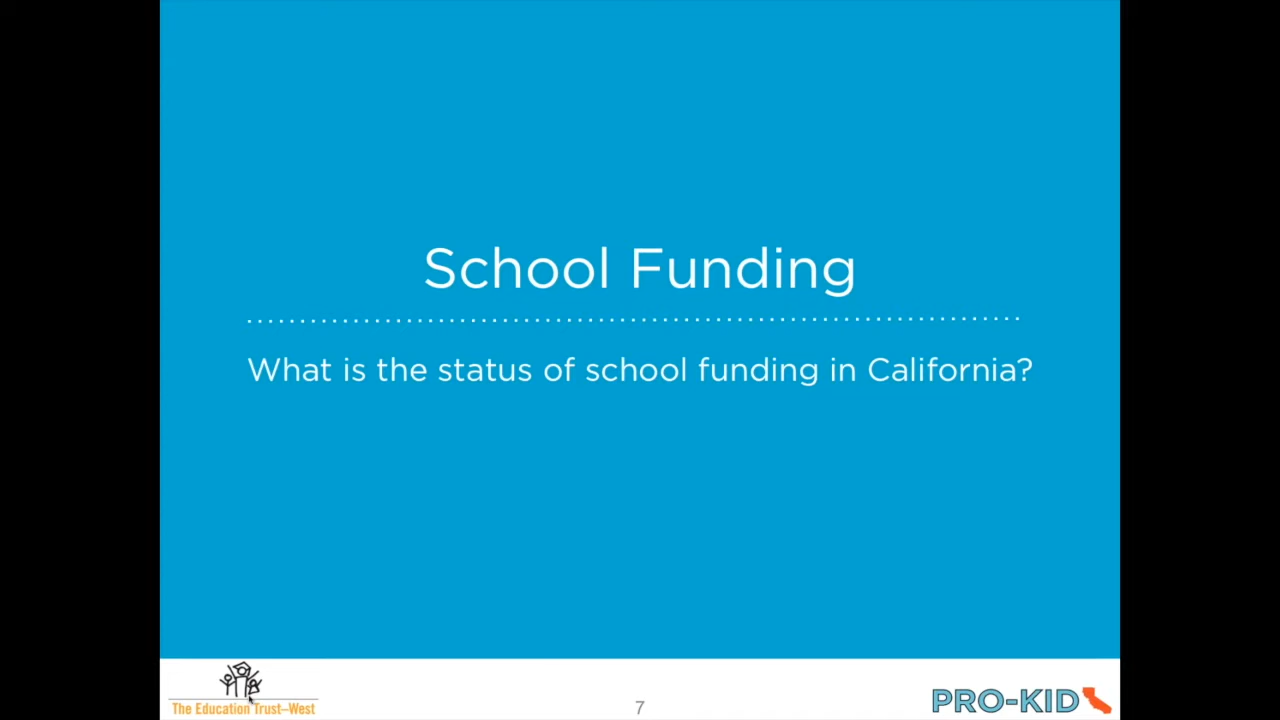 School Funding
What is the status of school funding in California?
The Education Trust—West
7
PRO-KID